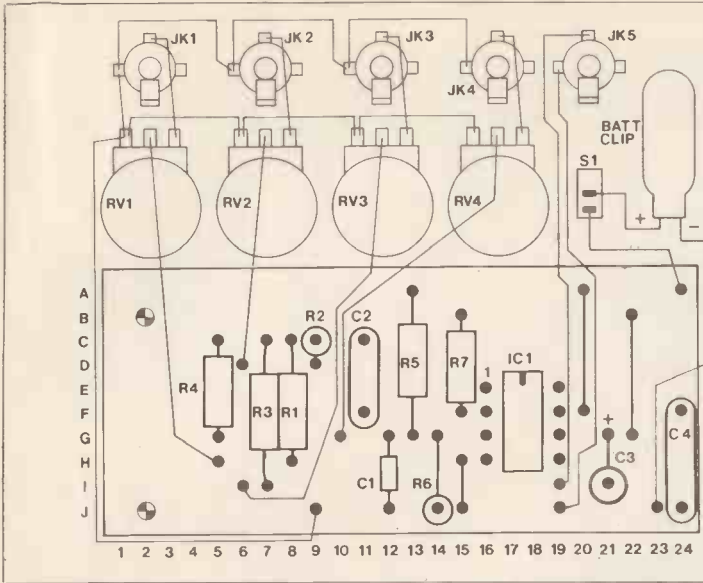 JK1 JK2 JK3 JK4 JK5
BATT
CLIP
S1
+ −
RV1 RV2 RV3 RV4
A
B
C
D
E
F
G
H
I
J
R2 C2
R4 R3 R1 R5 R7 IC1
1
+
C1 R6 C3 C4
1 2 3 4 5 6 7 8 9 10 11 12 13 14 15 16 17 18 19 20 21 22 23 24